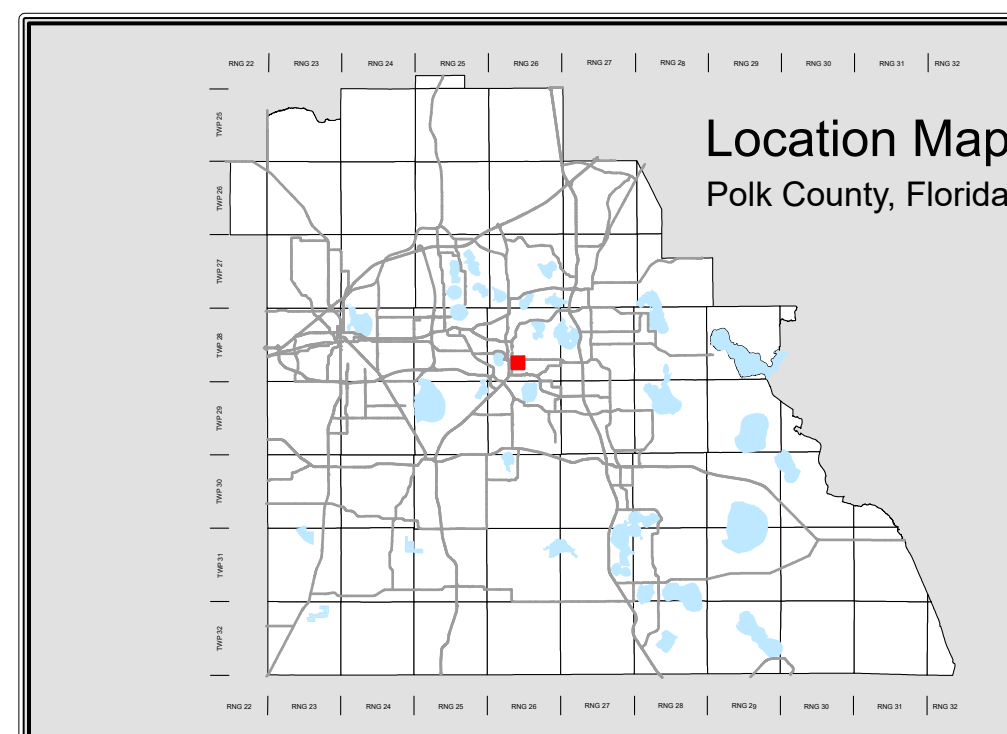 RNG 22 RNG 23 RNG 24 RNG 25 RNG 26 RNG 27 RNG 28 RNG 29 RNG 30 RNG 31 RNG 32
TWP 25
Location Map
Polk County, Florida
TWP 26
TWP 27
TWP 28
TWP 29
TWP 30
TWP 31
TWP 32
RNG 22 RNG 23 RNG 24 RNG 25 RNG 26 RNG 27 RNG 28 RNG 29 RNG 30 RNG 31 RNG 32